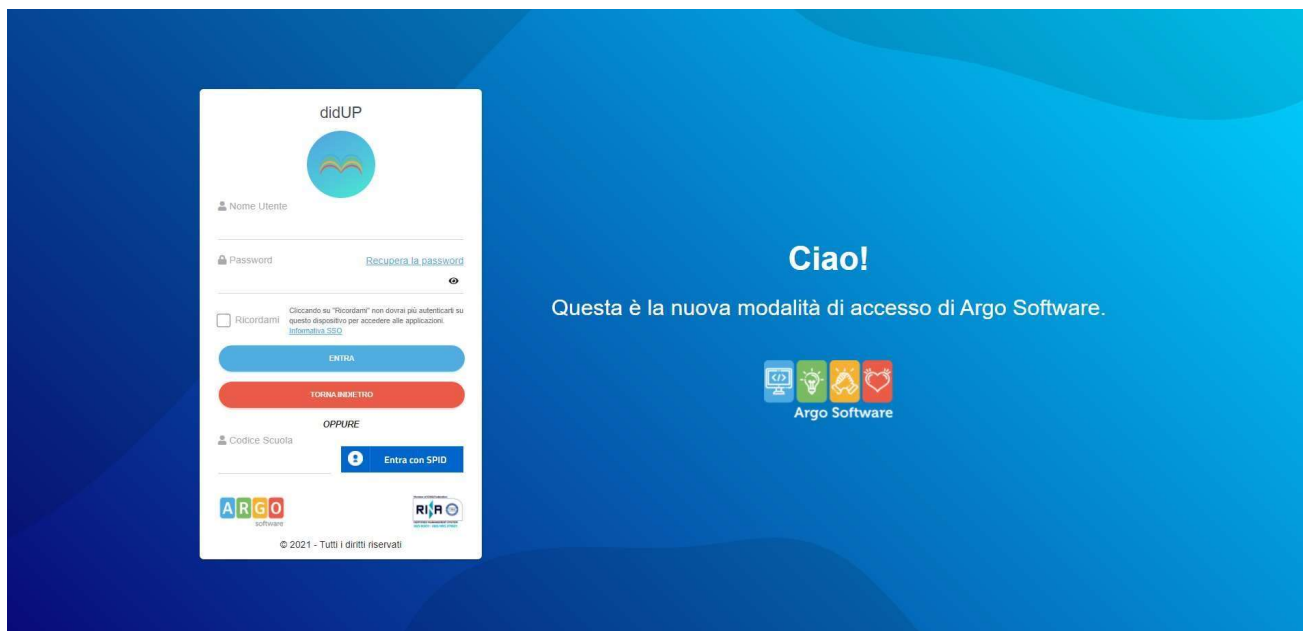 didUP
Nome Utente
Password Recupera la password
Ricordami
Cliccando su "Ricordami" non dovrai più autenticarti su
questo dispositivo per accedere alle applicazioni.
Informativa SSO
ENTRA
TORNA INDIETRO
OPPURE
Codice Scuola
Entra con SPID
ARGO
software
RINA
© 2021 - Tutti i diritti riservati
Ciao!
Questa è la nuova modalità di accesso di Argo Software.
Argo Software